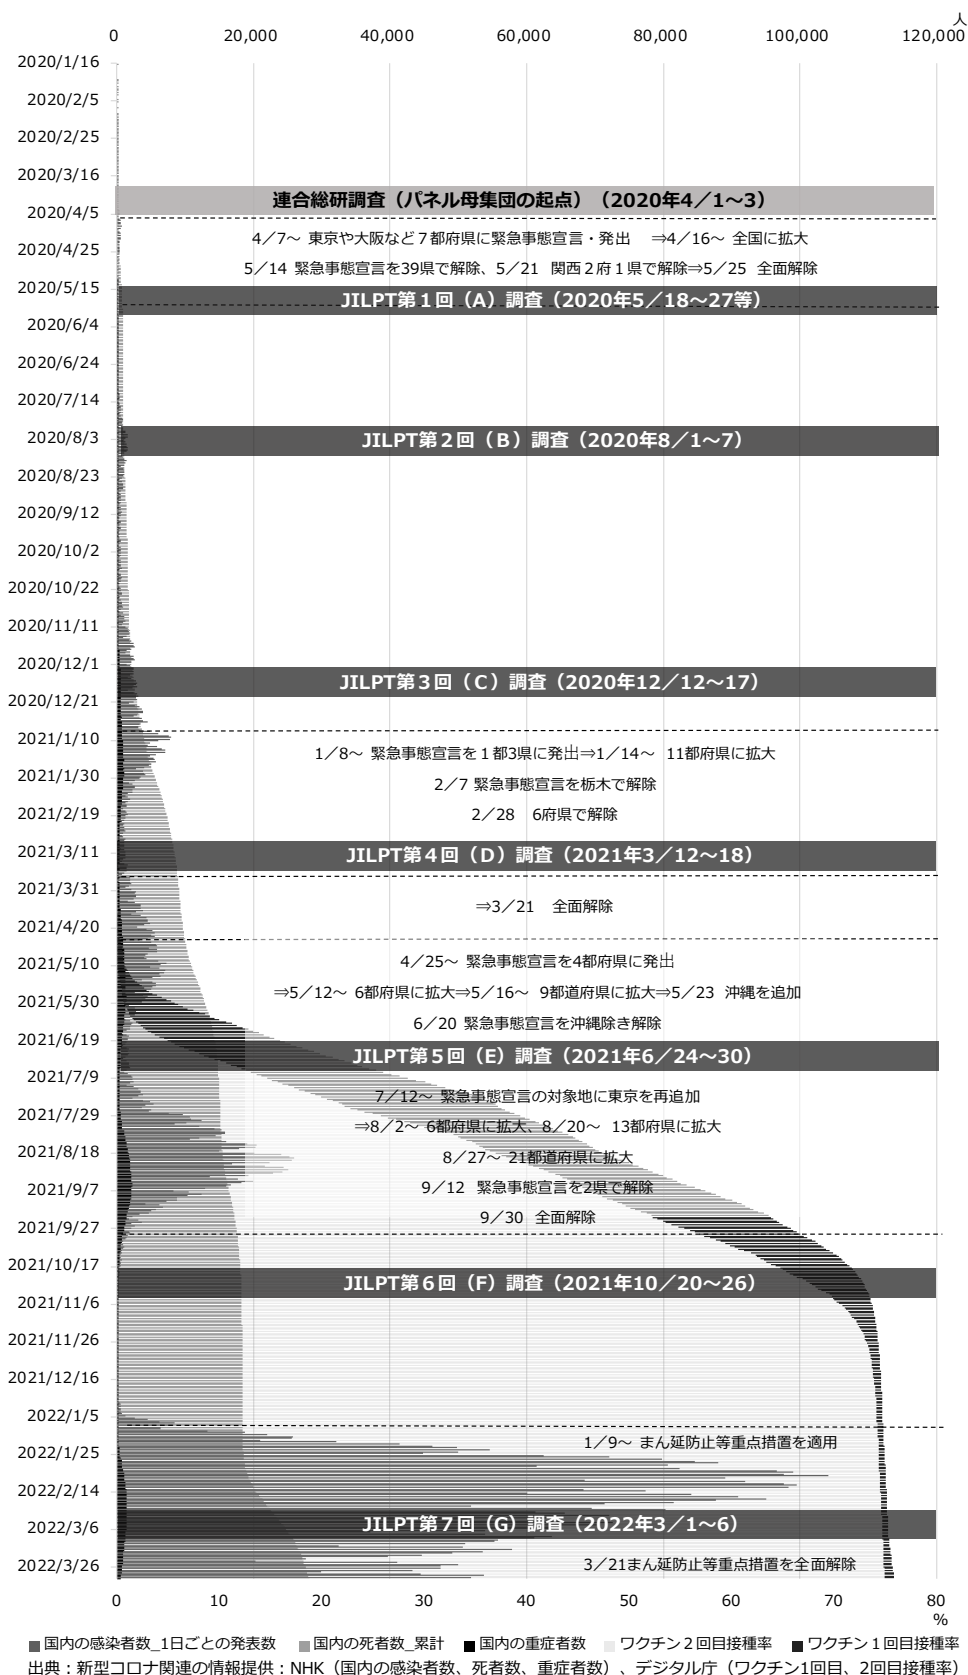 人
0 20,000 40,000 60,000 80,000 100,000 120,000
2020/1/16
2020/2/5
2020/2/25
2020/3/16
連合総研調査（パネル母集団の起点）（2020年4／1～3）
2020/4/5
4／7～ 東京や大阪など７都府県に緊急事態宣言・発出 ⇒4／16～ 全国に拡大
2020/4/25
5／14 緊急事態宣言を39県で解除、5／21 関西２府１県で解除⇒5／25 全面解除
2020/5/15
JILPT第１回（A）調査（2020年5／18～27等）
2020/6/4
2020/6/24
2020/7/14
2020/8/3
JILPT第２回（B）調査（2020年8／1～7）
2020/8/23
2020/9/12
2020/10/2
2020/10/22
2020/11/11
2020/12/1
JILPT第３回（C）調査（2020年12／12～17）
2020/12/21
2021/1/10
1／8～ 緊急事態宣言を１都3県に発出⇒1／14～ 11都府県に拡大
2021/1/30
2／7 緊急事態宣言を栃木で解除
2021/2/19
2／28 6府県で解除
2021/3/11
JILPT第４回（D）調査（2021年3／12～18）
2021/3/31
⇒3／21 全面解除
2021/4/20
2021/5/10
4／25～ 緊急事態宣言を4都府県に発出
⇒5／12～ 6都府県に拡大⇒5／16～ 9都道府県に拡大⇒5／23 沖縄を追加
2021/5/30
6／20 緊急事態宣言を沖縄除き解除
2021/6/19
JILPT第５回（E）調査（2021年6／24～30）
2021/7/9
7／12～ 緊急事態宣言の対象地に東京を再追加
2021/7/29
⇒8／2～ 6都府県に拡大、8／20～ 13都府県に拡大
2021/8/18
8／27～ 21都道府県に拡大
2021/9/7
9／12 緊急事態宣言を2県で解除
9／30 全面解除
2021/9/27
2021/10/17
JILPT第６回（F）調査（2021年10／20～26）
2021/11/6
2021/11/26
2021/12/16
2022/1/5
1／9～ まん延防止等重点措置を適用
2022/1/25
2022/2/14
JILPT第７回（G）調査（2022年3／1～6）
2022/3/6
2022/3/26
3／21まん延防止等重点措置を全面解除
0 10 20 30 40 50 60 70 80
%
国内の感染者数_1日ごとの発表数 国内の死者数_累計 国内の重症者数 ワクチン２回目接種率 ワクチン１回目接種率
出典：新型コロナ関連の情報提供：NHK（国内の感染者数、死者数、重症者数）、デジタル庁（ワクチン1回目、2回目接種率）